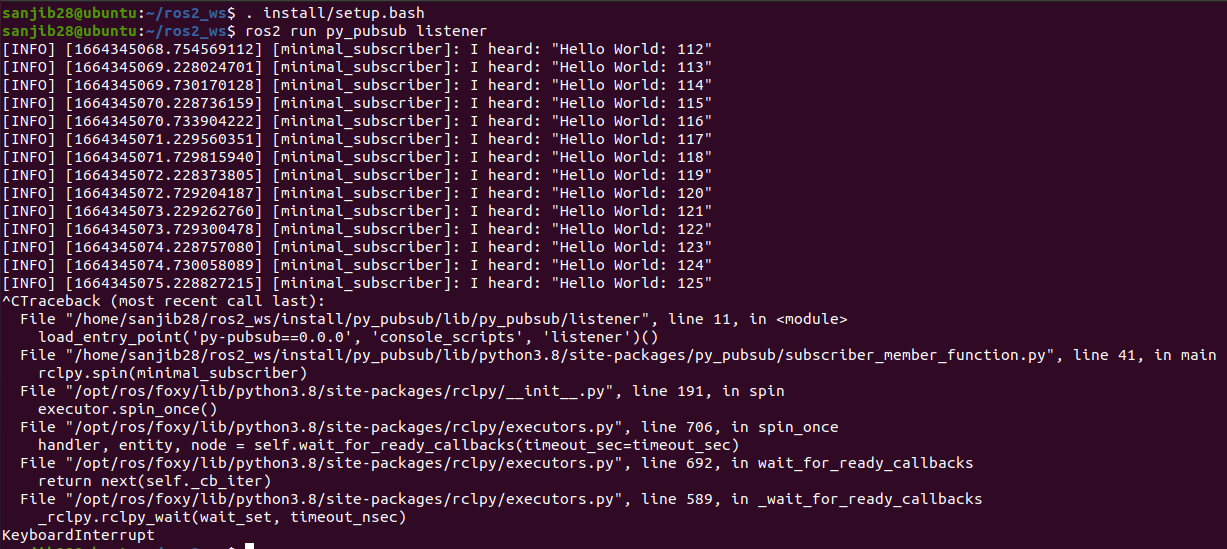 sanjib28@ubuntu:~/ros2_ws$ . install/setup.bash
sanjib28@ubuntu:~/ros2_ws$ ros2 run py_pubsub listener
[INFO] [1664345068.754569112] [minimal_subscriber]: I heard: "Hello World: 112"
[INFO] [1664345069.228024701] [minimal_subscriber]: I heard: "Hello World: 113"
[INFO] [1664345069.730170128] [minimal_subscriber]: I heard: "Hello World: 114"
[INFO] [1664345070.228736159] [minimal_subscriber]: I heard: "Hello World: 115"
[INFO] [1664345070.733904222] [minimal_subscriber]: I heard: "Hello World: 116"
[INFO] [1664345071.229560351] [minimal_subscriber]: I heard: "Hello World: 117"
[INFO] [1664345071.729815940] [minimal_subscriber]: I heard: "Hello World: 118"
[INFO] [1664345072.228373805] [minimal_subscriber]: I heard: "Hello World: 119"
[INFO] [1664345072.729204187] [minimal_subscriber]: I heard: "Hello World: 120"
[INFO] [1664345073.229262760] [minimal_subscriber]: I heard: "Hello World: 121"
[INFO] [1664345073.729300478] [minimal_subscriber]: I heard: "Hello World: 122"
[INFO] [1664345074.228757080] [minimal_subscriber]: I heard: "Hello World: 123"
[INFO] [1664345074.730058089] [minimal_subscriber]: I heard: "Hello World: 124"
[INFO] [1664345075.228827215] [minimal_subscriber]: I heard: "Hello World: 125"
^CTraceback (most recent call last):
  File "/home/sanjib28/ros2_ws/install/py_pubsub/lib/py_pubsub/listener", line 11, in <module>
    load_entry_point('py-pubsub==0.0.0', 'console_scripts', 'listener')()
  File "/home/sanjib28/ros2_ws/install/py_pubsub/lib/python3.8/site-packages/py_pubsub/subscriber_member_function.py", line 41, in main
    rclpy.spin(minimal_subscriber)
  File "/opt/ros/foxy/lib/python3.8/site-packages/rclpy/__init__.py", line 191, in spin
    executor.spin_once()
  File "/opt/ros/foxy/lib/python3.8/site-packages/rclpy/executors.py", line 706, in spin_once
    handler, entity, node = self.wait_for_ready_callbacks(timeout_sec=timeout_sec)
  File "/opt/ros/foxy/lib/python3.8/site-packages/rclpy/executors.py", line 692, in wait_for_ready_callbacks
    return next(self._cb_iter)
  File "/opt/ros/foxy/lib/python3.8/site-packages/rclpy/executors.py", line 589, in _wait_for_ready_callbacks
    _rclpy.rclpy_wait(wait_set, timeout_nsec)
KeyboardInterrupt
sanjib28@ubuntu:~/ros2_ws$